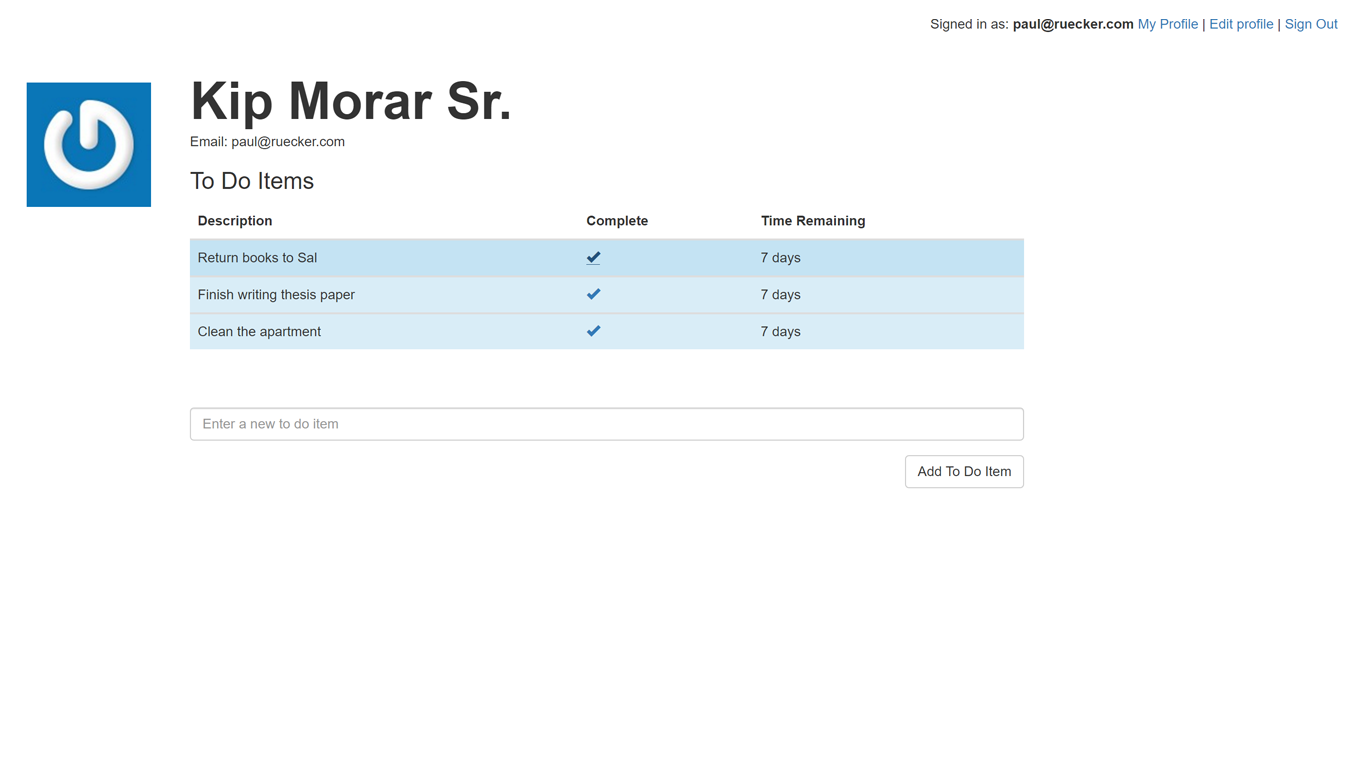 Signed in as: paul@ruecker.com My Profile | Edit profile | Sign Out
Kip Morar Sr.
Email: paul@ruecker.com
To Do Items
Description Complete Time Remaining
Return books to Sal 7 days
Finish writing thesis paper 7 days
Clean the apartment 7 days
Enter a new to do item
Add To Do Item